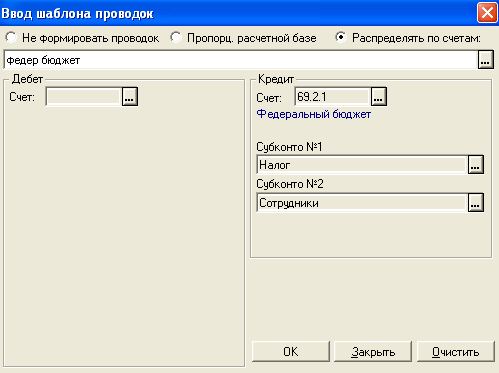 Ввод шаблона проводок
Не формировать проводок Пропорц. расчетной базе Распределять по счетам:
федер бюджет ...
Дебет
Счет: ...
Кредит
Счет: 69.2.1 ...
Федеральный бюджет
Субконто №1
Налог ...
Субконто №2
Сотрудники ...
OK Закрыть Очистить